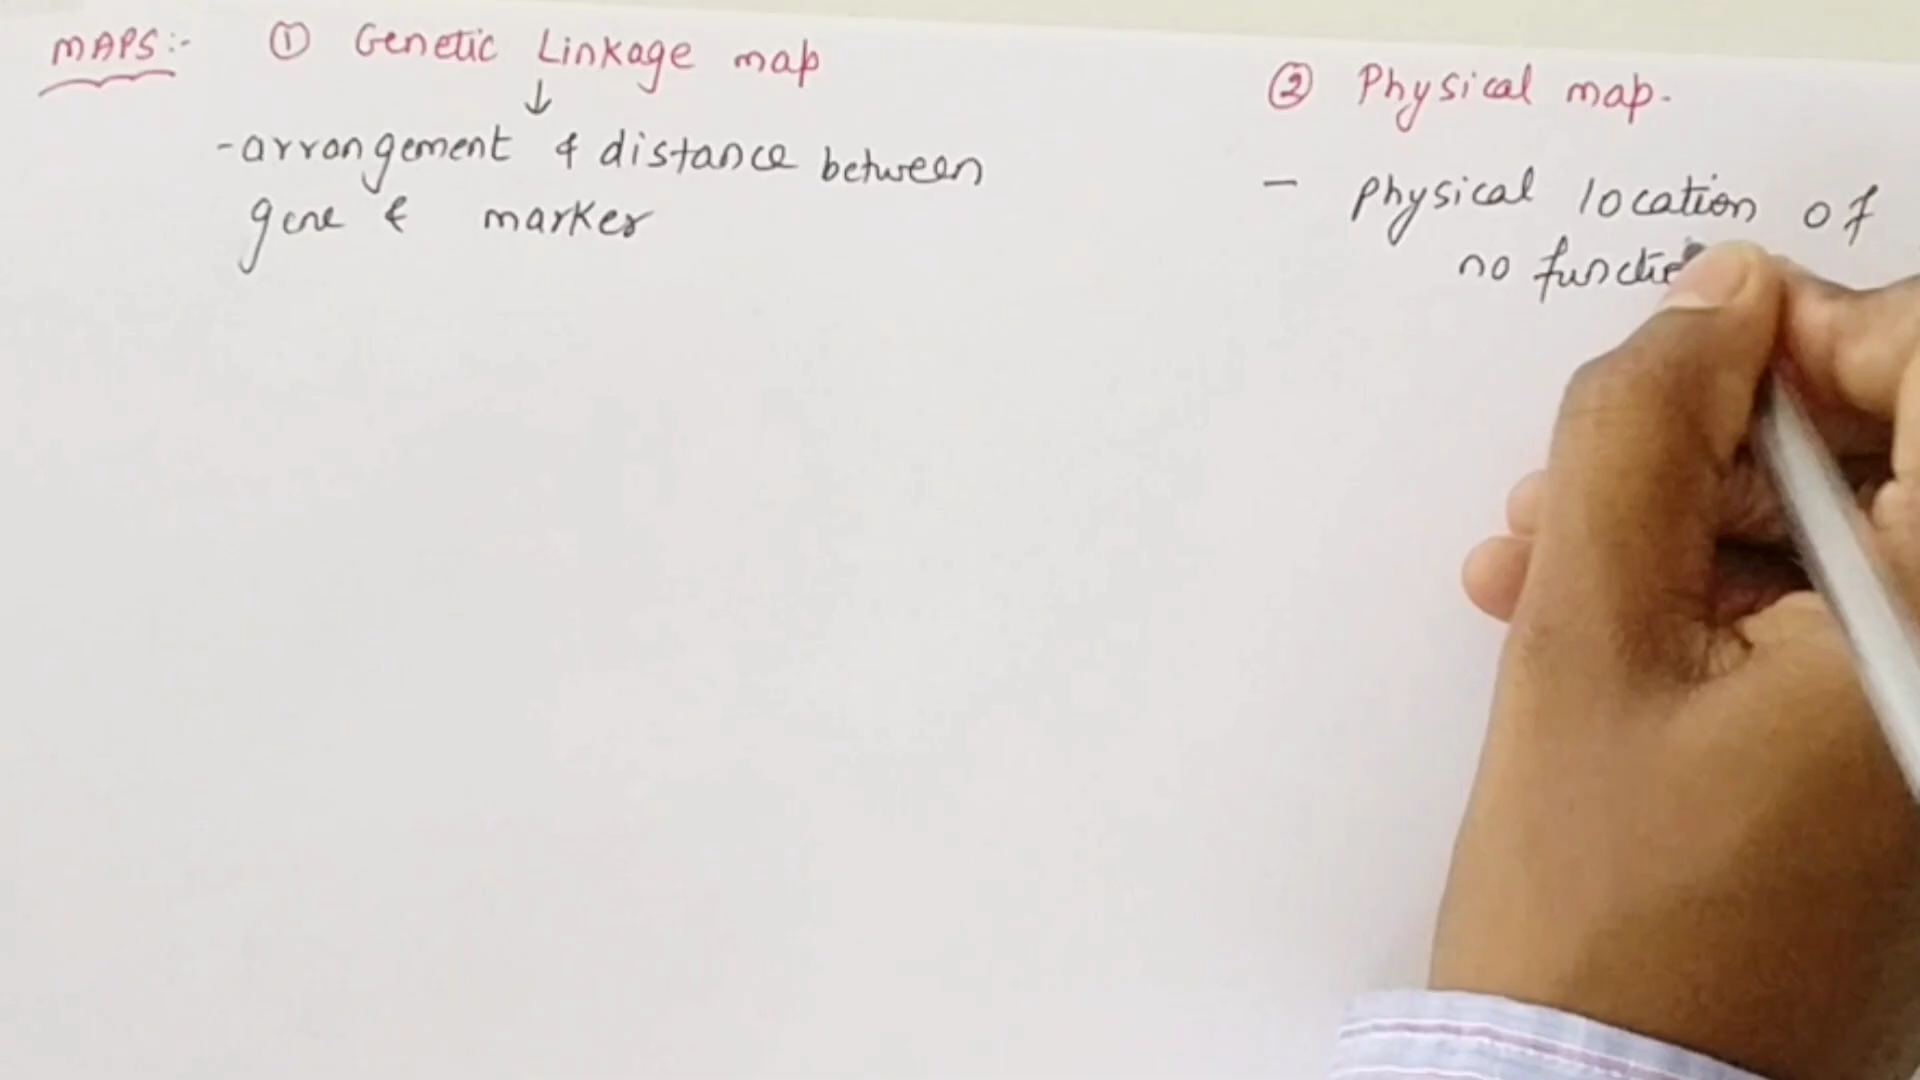 MAPS:- ① Genetic Linkage map
↓
-arrangement & distance between
gene & marker
② Physical map.
- Physical location of
no